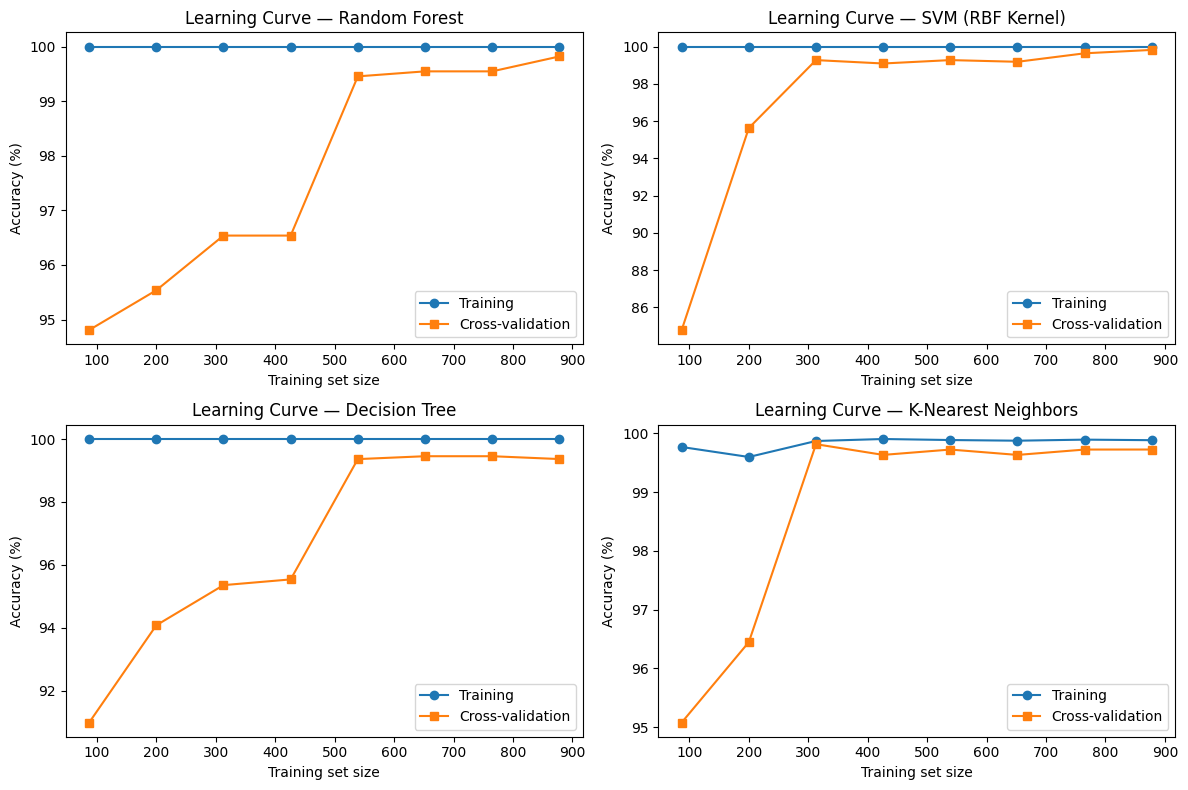 Learning Curve — Random Forest
100
99
98
97
96
95
Accuracy (%)
100 200 300 400 500 600 700 800 900
Training set size
Training
Cross-validation
Learning Curve — SVM (RBF Kernel)
100
98
96
94
92
90
88
86
Accuracy (%)
100 200 300 400 500 600 700 800 900
Training set size
Training
Cross-validation
Learning Curve — Decision Tree
100
98
96
94
92
Accuracy (%)
100 200 300 400 500 600 700 800 900
Training set size
Training
Cross-validation
Learning Curve — K-Nearest Neighbors
100
99
98
97
96
95
Accuracy (%)
100 200 300 400 500 600 700 800 900
Training set size
Training
Cross-validation